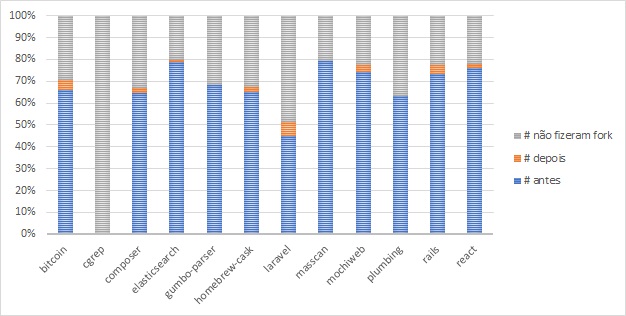 100%
90%
80%
70%
60%
50%
40%
30%
20%
10%
0%
bitcoin
cgrep
composer
elasticsearch
gumbo-parser
homebrew-cask
laravel
masscan
mochiweb
plumbing
rails
react
# não fizeram fork
# depois
# antes